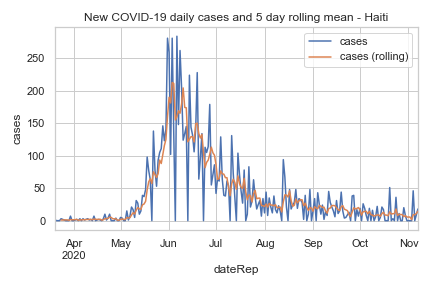 New COVID-19 daily cases and 5 day rolling mean - Haiti
cases
cases (rolling)
250
200
150
100
50
0
cases
Apr
2020
May
Jun
Jul
Aug
Sep
Oct
Nov
dateRep